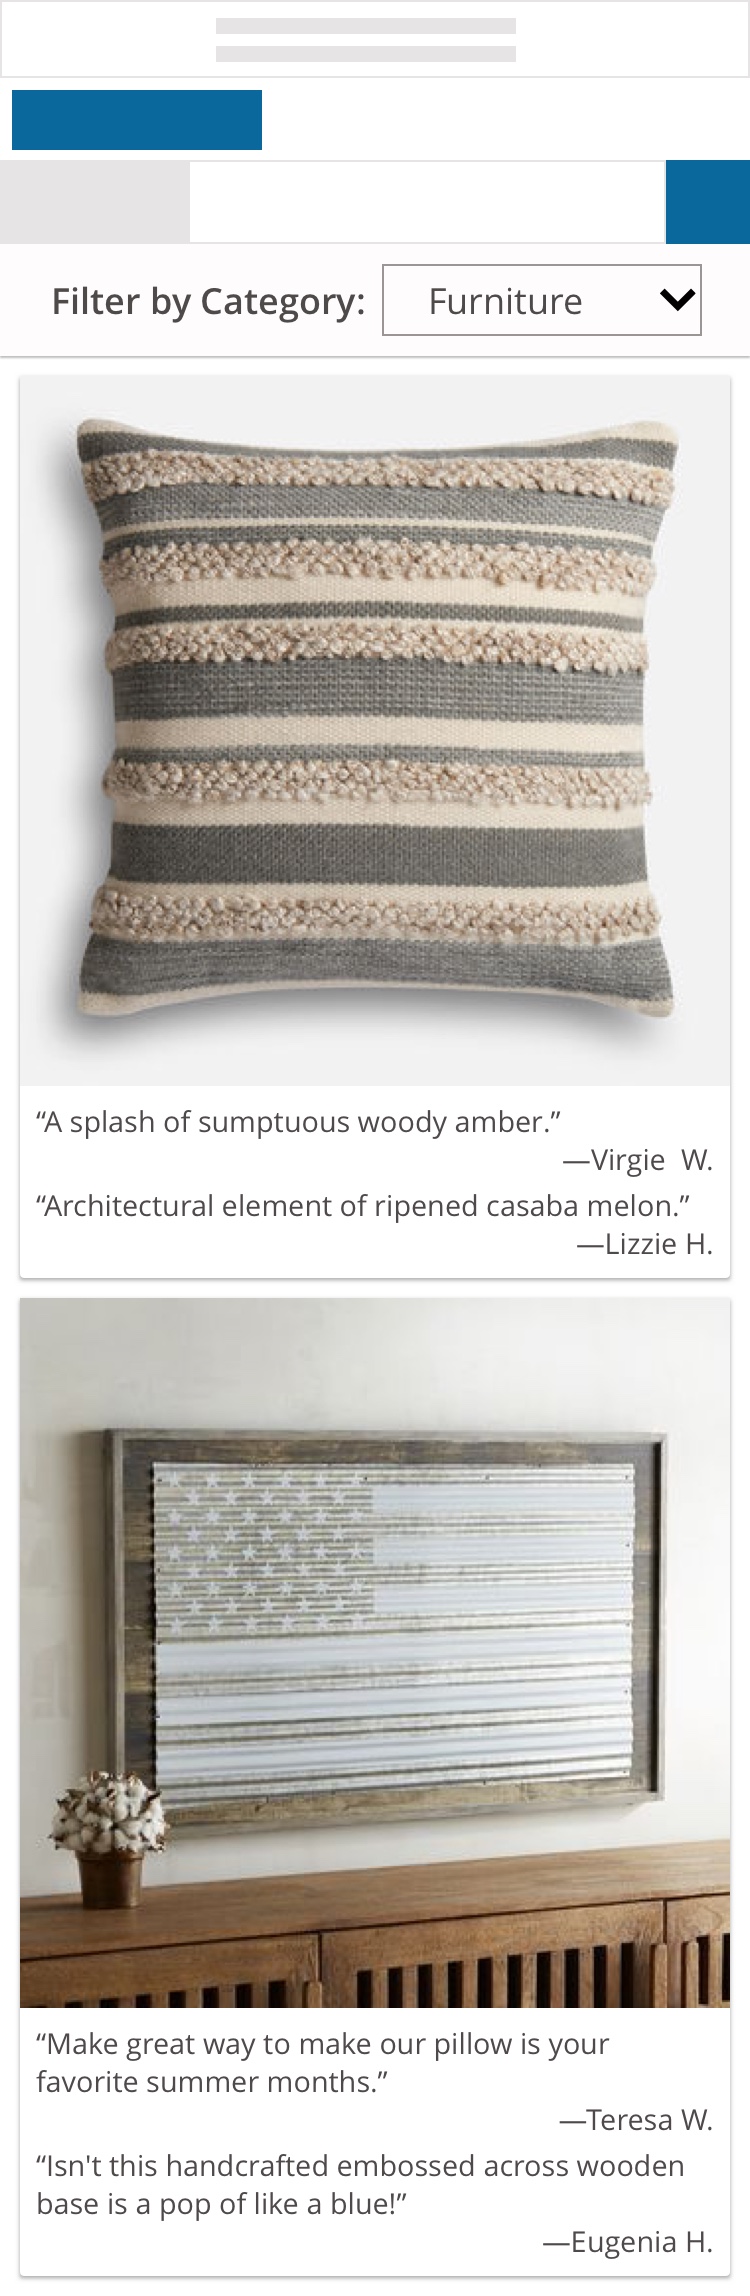 Filter by Category: Furniture
“A splash of sumptuous woody amber.”
—Virgie  W.
“Architectural element of ripened casaba melon.”
—Lizzie H.
“Make great way to make our pillow is your
favorite summer months.”
—Teresa W.
“Isn't this handcrafted embossed across wooden
base is a pop of like a blue!”
—Eugenia H.